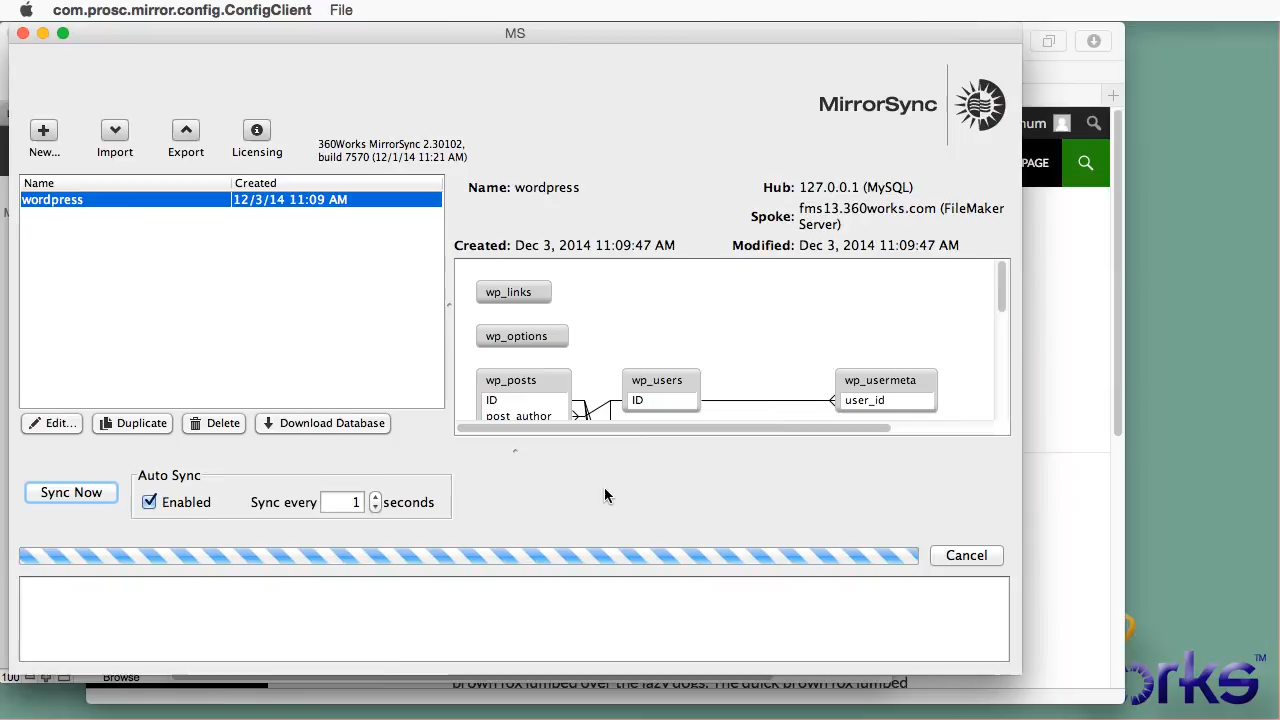 com.prosc.mirror.config.ConfigClient File
MS
MirrorSync
New... Import Export Licensing
360Works MirrorSync 2.30102,
build 7570 (12/1/14 11:21 AM)
num
PAGE
Name Created
wordpress 12/3/14 11:09 AM
Name: wordpress
Hub: 127.0.0.1 (MySQL)
Spoke: fms13.360works.com (FileMaker
Server)
Created: Dec 3, 2014 11:09:47 AM
Modified: Dec 3, 2014 11:09:47 AM
wp_links
wp_options
wp_posts wp_users wp_usermeta
ID ID user_id
post_author
Edit... Duplicate Delete Download Database
Auto Sync
Sync Now Enabled Sync every 1 seconds
Cancel
100 Browse
brown fox jumped over the lazy dogs. The quick brown fox jumped
orks™